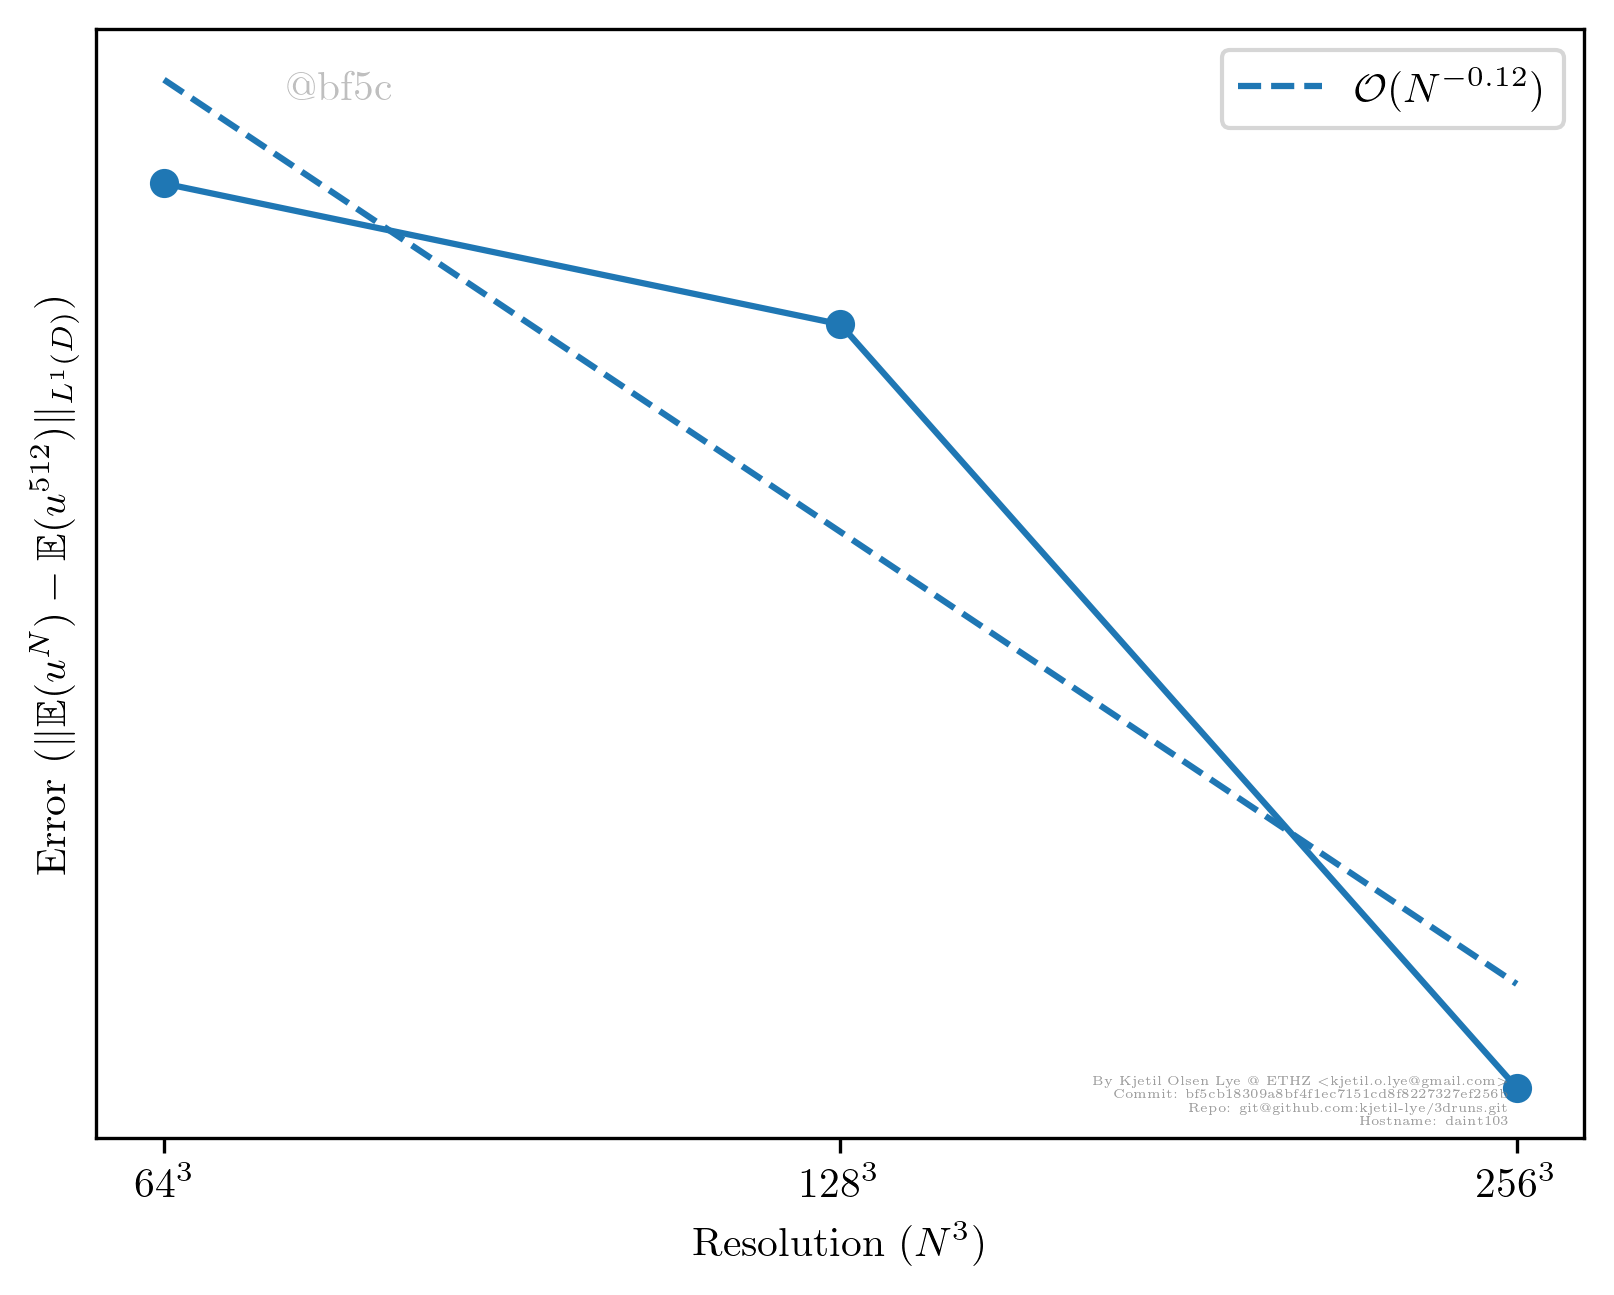 @bf5c
𝒪(N^{-0.12})
Error (‖𝔼(u^N) − 𝔼(u^{512})‖_{L^1(D)})
By Kjetil Olsen Lye @ ETHZ <kjetil.o.lye@gmail.com>
Commit: bf5cb18309a8bf4f1ec7151cd8f8227327ef256b
Repo: git@github.com:kjetil-lye/3druns.git
Hostname: daint103
64^3 128^3 256^3
Resolution (N^3)